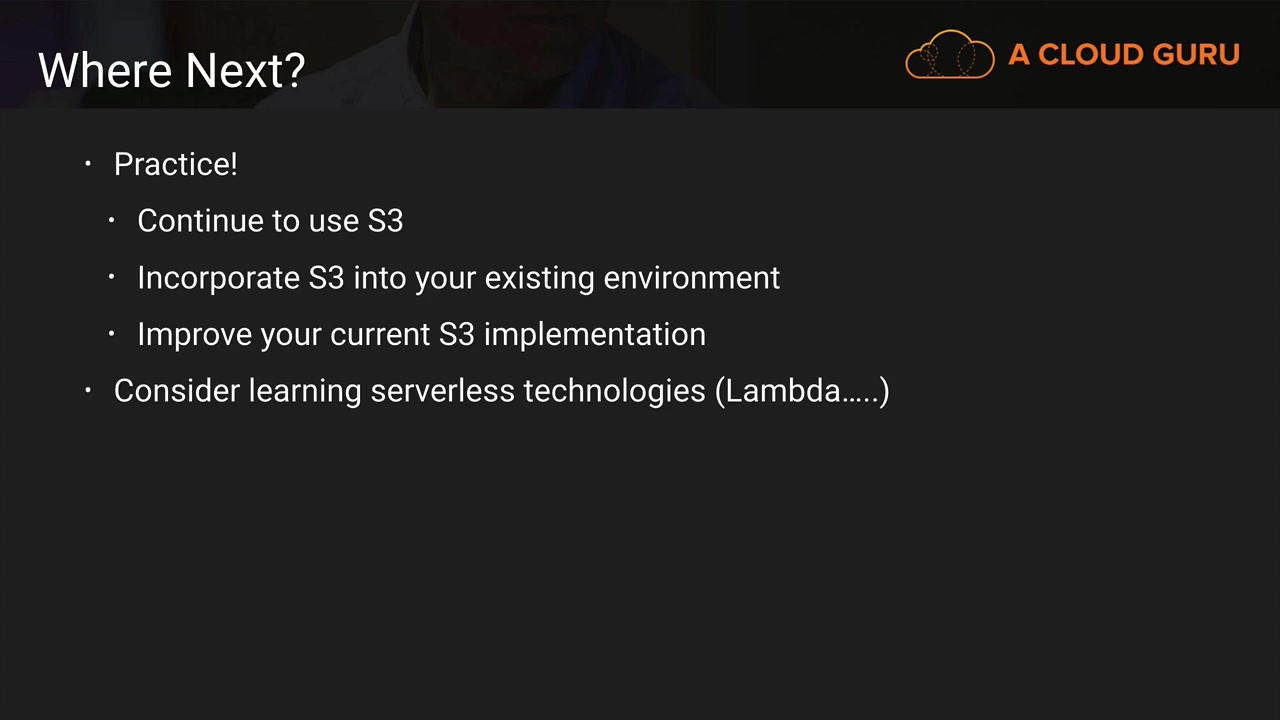 Where Next?
A CLOUD GURU
· Practice!
· Continue to use S3
· Incorporate S3 into your existing environment
· Improve your current S3 implementation
· Consider learning serverless technologies (Lambda…..)